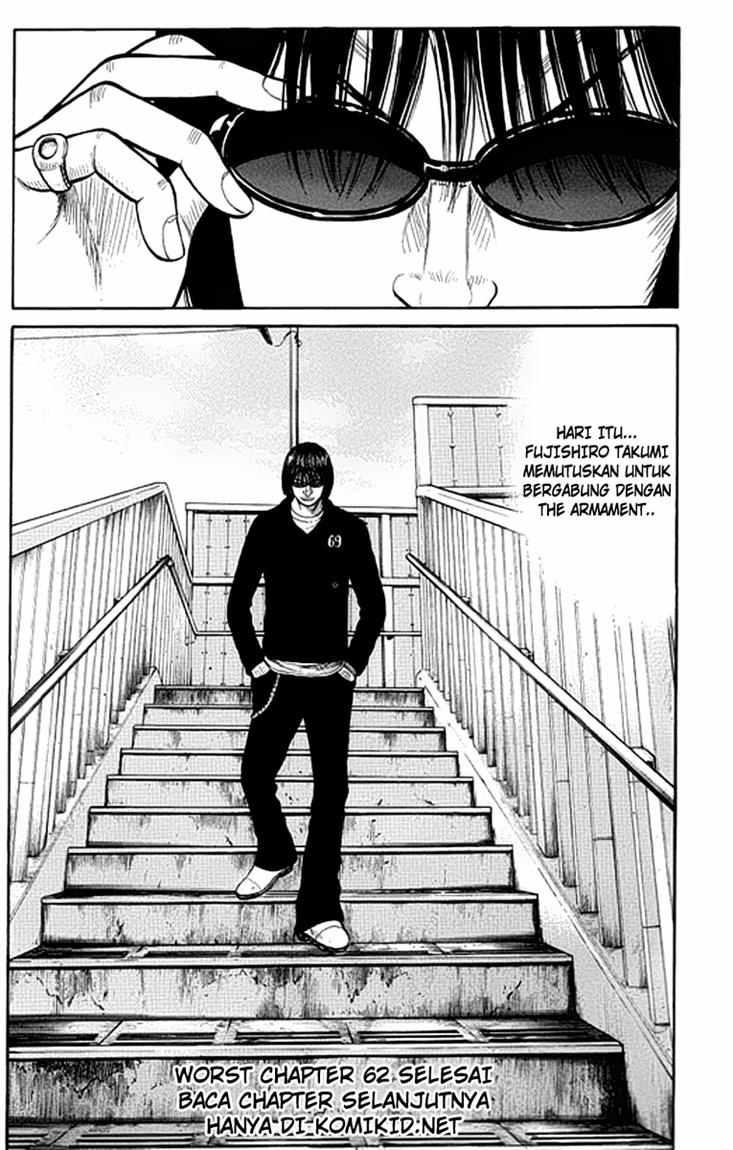 HARI ITU...
FUJISHIRO TAKUMI
MEMUTUSKAN UNTUK
BERGABUNG DENGAN
THE ARMAMENT..
69
WORST CHAPTER 62 SELESAI
BACA CHAPTER SELANJUTNYA
HANYA DI KOMIKID.NET